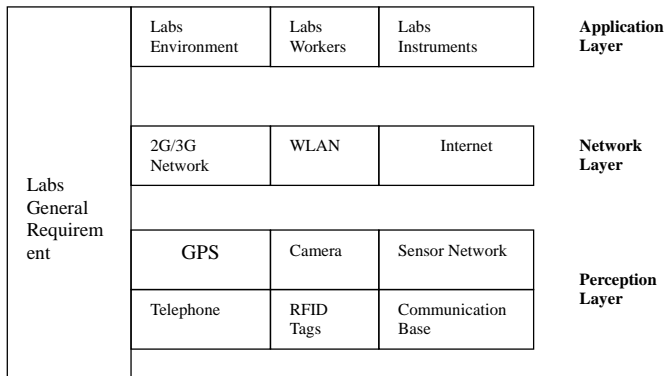 Labs
Environment
Labs
Workers
Labs
Instruments
Application
Layer
2G/3G
Network
WLAN
Internet
Network
Layer
Labs
General
Requirem
ent
GPS
Camera
Sensor Network
Telephone
RFID
Tags
Communication
Base
Perception
Layer